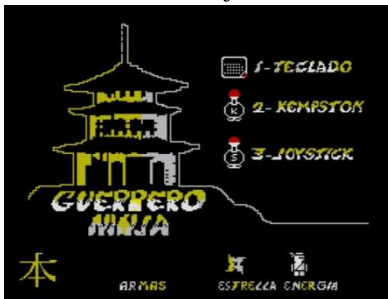 1-TECLADO
2-KEMPSTON
3-JOYSTICK
GUERRERO
NINJA
本
ARMAS ESTRELLA ENERGIA